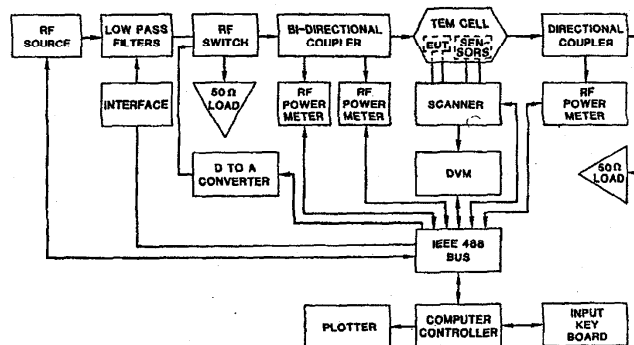 RF
SOURCE
LOW PASS
FILTERS
RF
SWITCH
BI-DIRECTIONAL
COUPLER
TEM CELL
EUT
SEN-
SORS
DIRECTIONAL
COUPLER
INTERFACE
50Ω
LOAD
RF
POWER
METER
RF
POWER
METER
SCANNER
RF
POWER
METER
D TO A
CONVERTER
DVM
50Ω
LOAD
IEEE 488
BUS
PLOTTER
COMPUTER
CONTROLLER
INPUT
KEY
BOARD